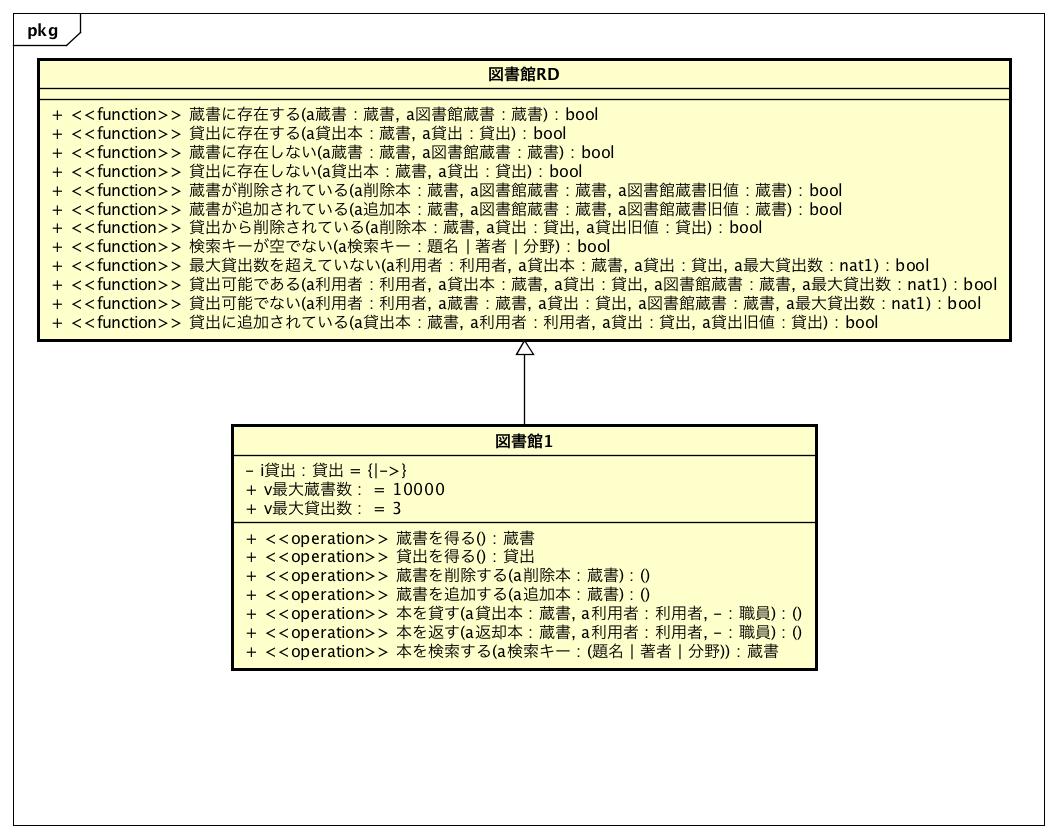 pkg
図書館RD
+ <<function>> 蔵書に存在する(a蔵書 : 蔵書, a図書館蔵書 : 蔵書) : bool
+ <<function>> 貸出に存在する(a貸出本 : 蔵書, a貸出 : 貸出) : bool
+ <<function>> 蔵書に存在しない(a蔵書 : 蔵書, a図書館蔵書 : 蔵書) : bool
+ <<function>> 貸出に存在しない(a貸出本 : 蔵書, a貸出 : 貸出) : bool
+ <<function>> 蔵書が削除されている(a削除本 : 蔵書, a図書館蔵書 : 蔵書, a図書館蔵書旧値 : 蔵書) : bool
+ <<function>> 蔵書が追加されている(a追加本 : 蔵書, a図書館蔵書 : 蔵書, a図書館蔵書旧値 : 蔵書) : bool
+ <<function>> 貸出から削除されている(a削除本 : 蔵書, a貸出 : 貸出, a貸出旧値 : 貸出) : bool
+ <<function>> 検索キーが空でない(a検索キー : 題名 | 著者 | 分野) : bool
+ <<function>> 最大貸出数を超えていない(a利用者 : 利用者, a貸出本 : 蔵書, a貸出 : 貸出, a最大貸出数 : nat1) : bool
+ <<function>> 貸出可能である(a利用者 : 利用者, a貸出本 : 蔵書, a貸出 : 貸出, a図書館蔵書 : 蔵書, a最大貸出数 : nat1) : bool
+ <<function>> 貸出可能でない(a利用者 : 利用者, a蔵書 : 蔵書, a貸出 : 貸出, a図書館蔵書 : 蔵書, a最大貸出数 : nat1) : bool
+ <<function>> 貸出に追加されている(a貸出本 : 蔵書, a利用者 : 利用者, a貸出 : 貸出, a貸出旧値 : 貸出) : bool
図書館1
- i貸出 : 貸出 = {|->}
+ v最大蔵書数 : = 10000
+ v最大貸出数 : = 3
+ <<operation>> 蔵書を得る() : 蔵書
+ <<operation>> 貸出を得る() : 貸出
+ <<operation>> 蔵書を削除する(a削除本 : 蔵書) : ()
+ <<operation>> 蔵書を追加する(a追加本 : 蔵書) : ()
+ <<operation>> 本を貸す(a貸出本 : 蔵書, a利用者 : 利用者, - : 職員) : ()
+ <<operation>> 本を返す(a返却本 : 蔵書, a利用者 : 利用者, - : 職員) : ()
+ <<operation>> 本を検索する(a検索キー : (題名 | 著者 | 分野)) : 蔵書